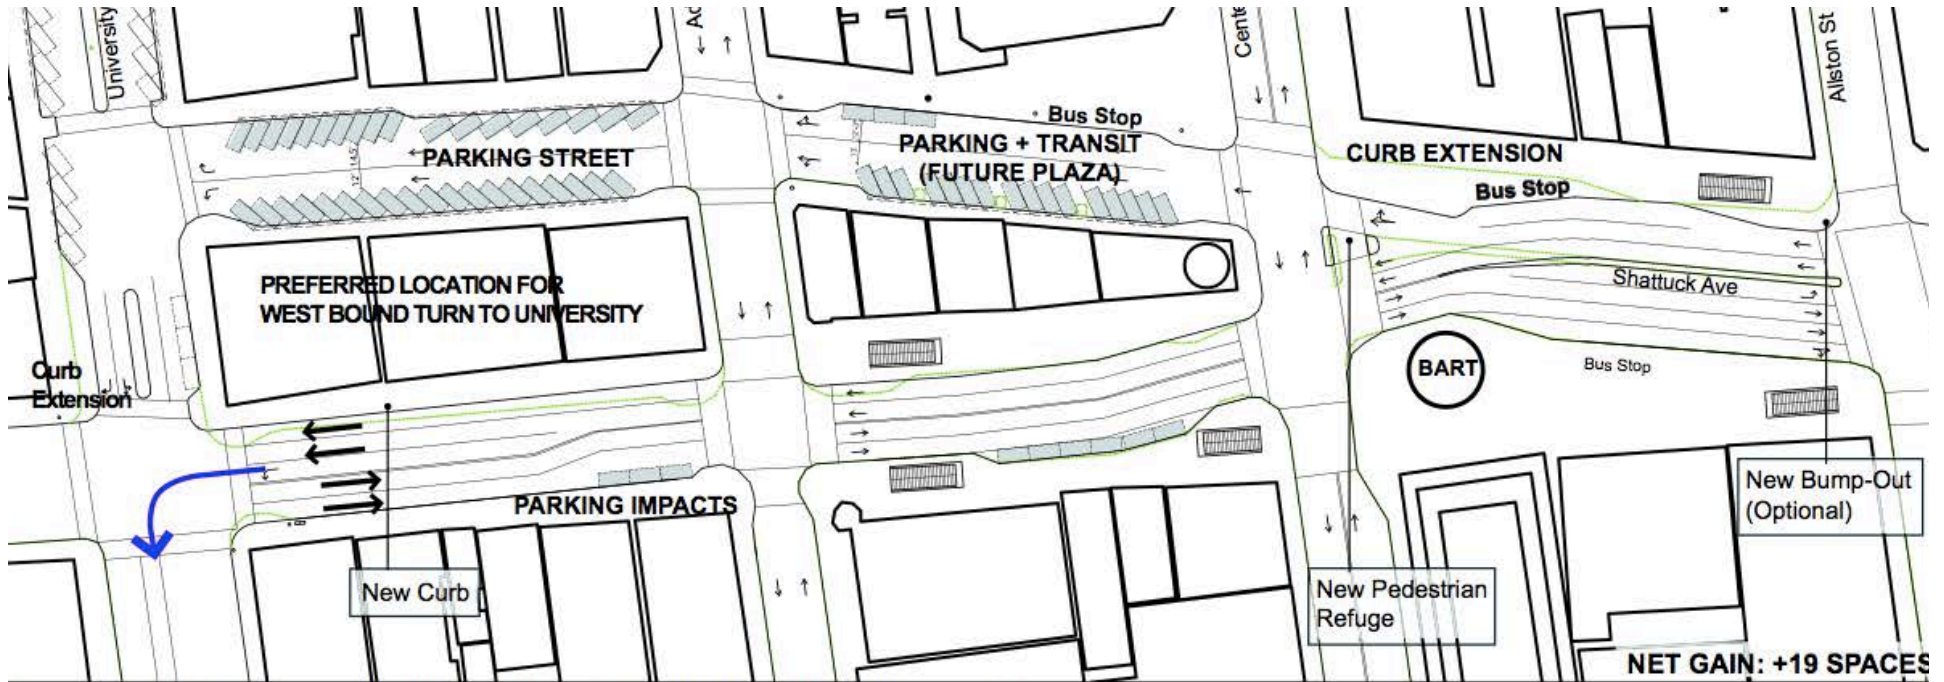 University
Ac
Cente
Allston St
Bus Stop
PARKING STREET
PARKING + TRANSIT
(FUTURE PLAZA)
CURB EXTENSION
Bus Stop
PREFERRED LOCATION FOR
WEST BOUND TURN TO UNIVERSITY
Shattuck Ave
Curb
Extension
BART
Bus Stop
PARKING IMPACTS
New Curb
New Pedestrian
Refuge
New Bump-Out
(Optional)
NET GAIN: +19 SPACES